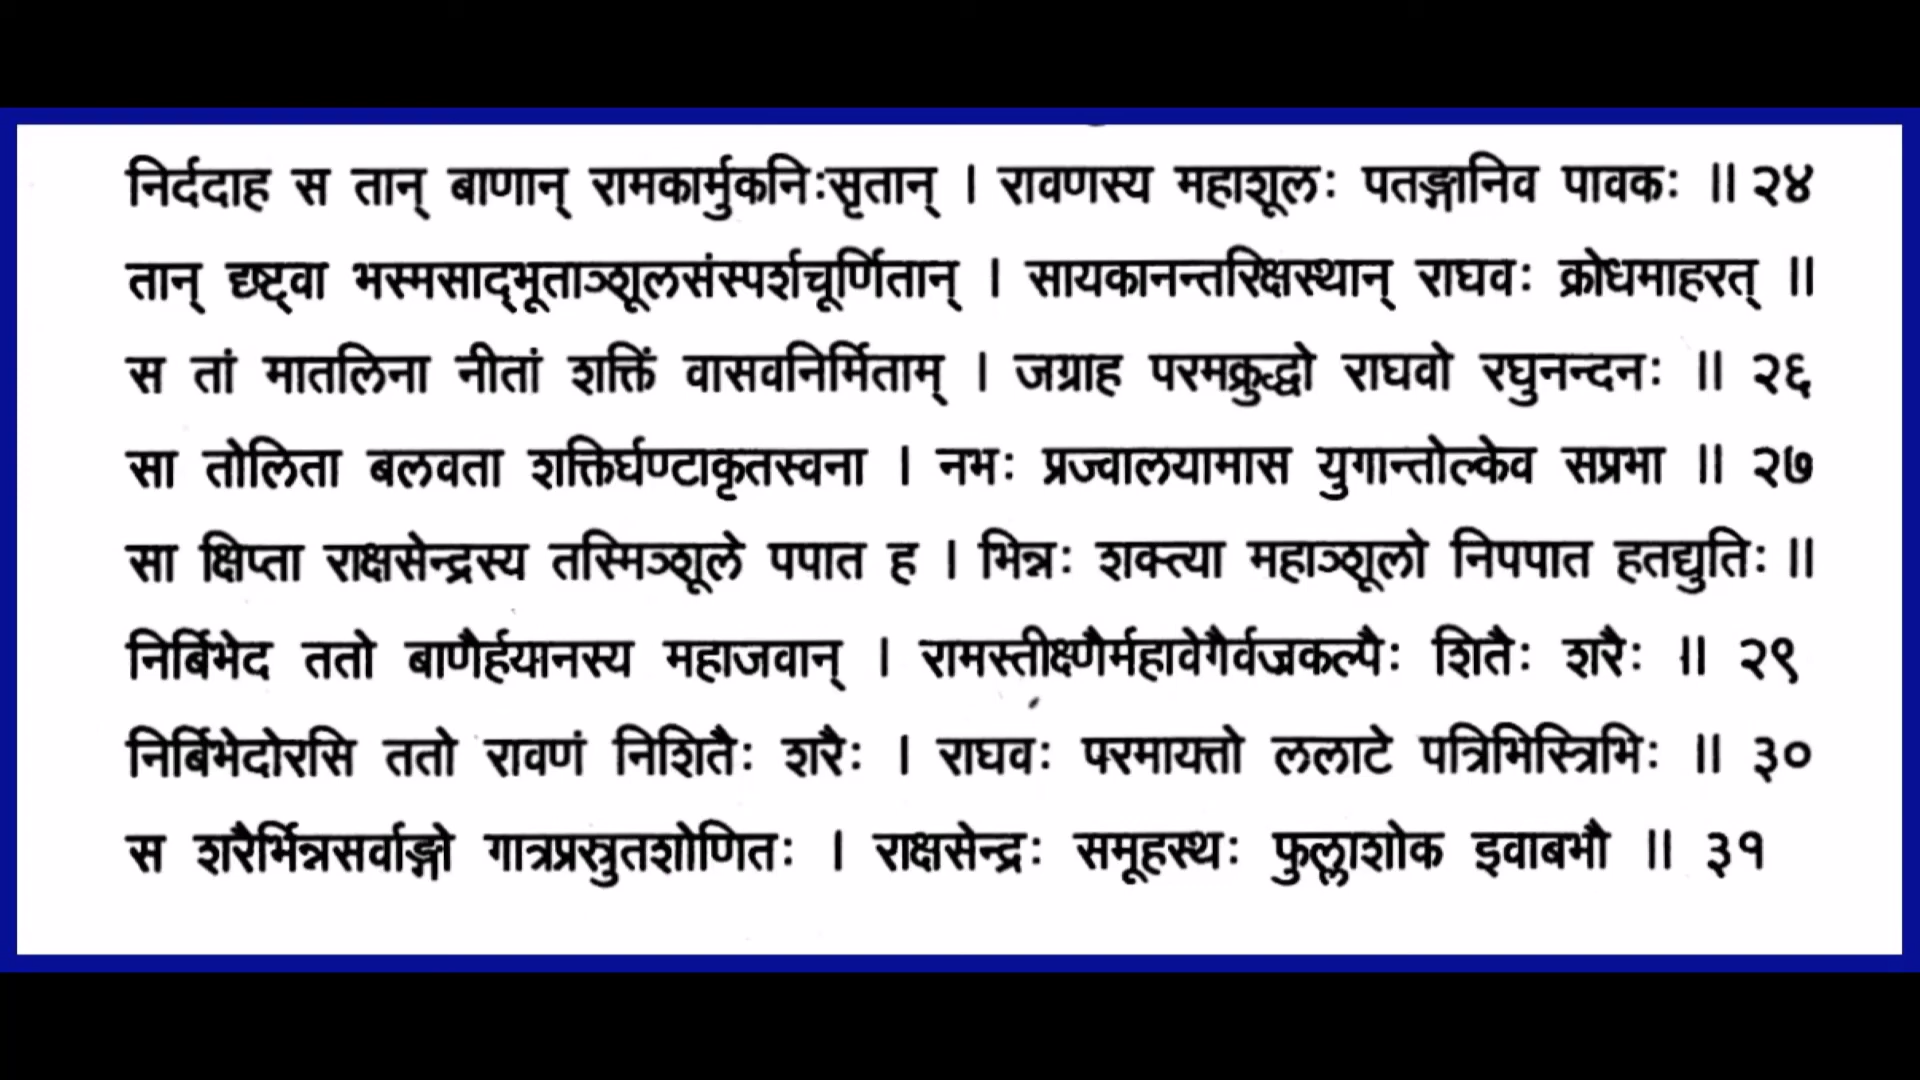 निर्ददाह स तान् बाणान् रामकार्मुकनिःसृतान् । रावणस्य महाशूलः पतङ्गानिव पावकः ॥ २४
तान् दृष्ट्वा भस्मसाद्भूताञ्शूलसंस्पर्शचूर्णितान् । सायकानन्तरिक्षस्थान् राघवः क्रोधमाहरत् ॥
स तां मातलिना नीतां शक्तिं वासवनिर्मिताम् । जग्राह परमक्रुद्धो राघवो रघुनन्दनः ॥ २६
सा तोलिता बलवता शक्तिर्घण्टाकृतस्वना । नभः प्रज्वालयामास युगान्तोल्केव सप्रभा ॥ २७
सा क्षिप्ता राक्षसेन्द्रस्य तस्मिञ्शूले पपात ह । भिन्नः शक्त्या महाञ्शूलो निपपात हतद्युतिः ॥
निर्बिभेद ततो बाणैर्हयानस्य महाजवान् । रामस्तीक्ष्णैर्महावेगैर्वज्रकल्पैः शितैः शरैः ॥ २९
निर्बिभेदोरसि ततो रावणं निशितैः शरैः । राघवः परमायत्तो ललाटे पत्रिभिस्त्रिभिः ॥ ३०
स शरैर्भिन्नसर्वाङ्गो गात्रप्रस्रुतशोणितः । राक्षसेन्द्रः समूहस्थः फुल्लाशोक इवाबभौ ॥ ३१